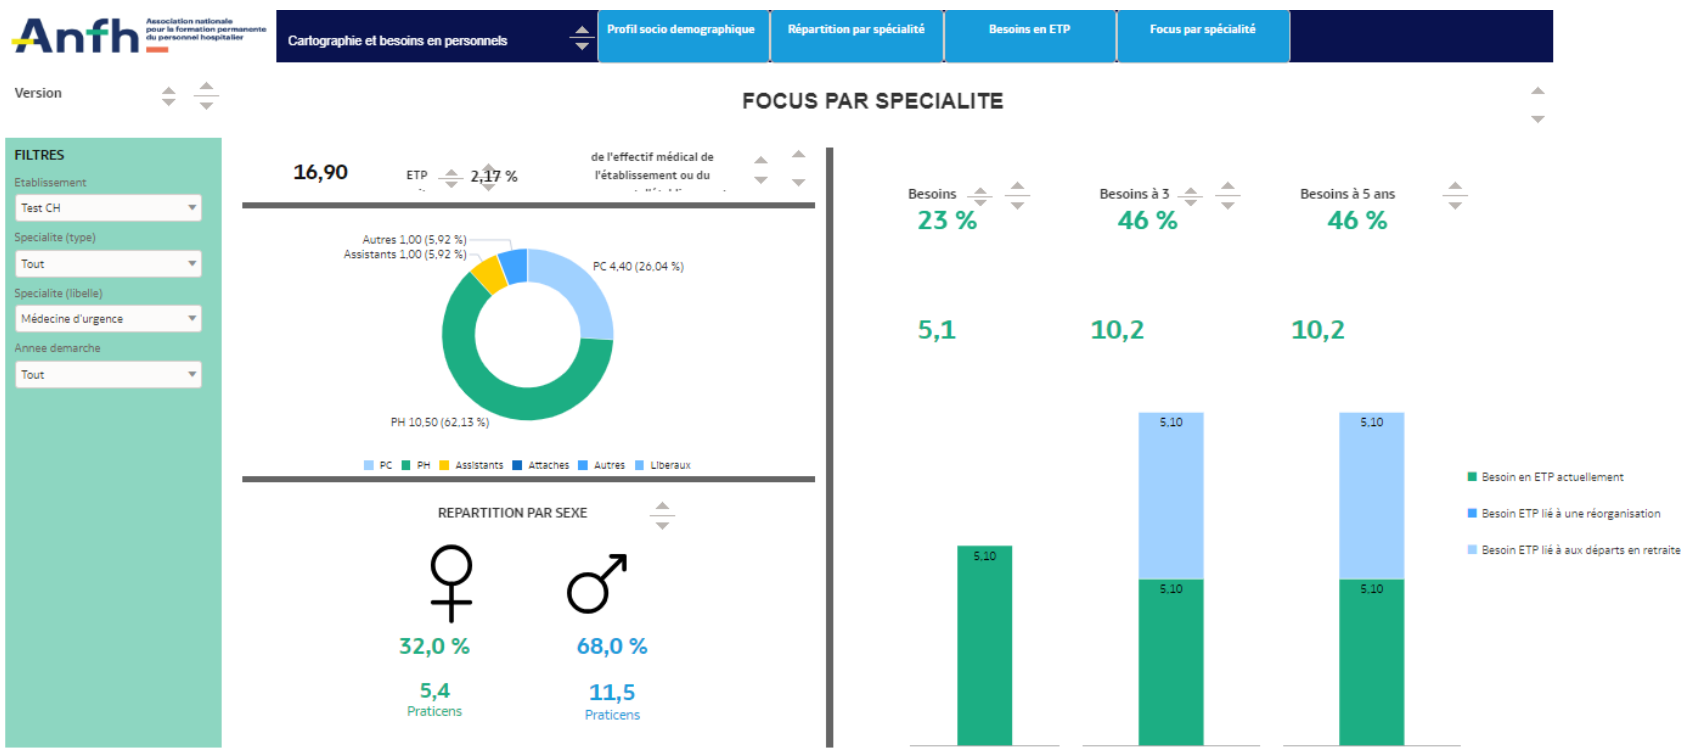 Anfh
Association nationale
pour la formation permanente
du personnel hospitalier
Cartographie et besoins en personnels
Profil socio demographique
Répartition par spécialité
Besoins en ETP
Focus par spécialité
Version
FOCUS PAR SPECIALITE
FILTRES
Etablissement
Test CH
Specialite (type)
Tout
Specialite (libelle)
Médecine d'urgence
Annee demarche
Tout
16,90
ETP
2,17 %
de l'effectif médical de
l'établissement ou du
Autres 1,00 (5,92 %)
Assistants 1,00 (5,92 %)
PC 4,40 (26,04 %)
PH 10,50 (62,13 %)
PC PH Assistants Attaches Autres Liberaux
REPARTITION PAR SEXE
32,0 %
68,0 %
5,4
Praticens
11,5
Praticens
Besoins
23 %
Besoins à 3
46 %
Besoins à 5 ans
46 %
5,1
10,2
10,2
5,10
5,10
5,10
5,10
5,10
Besoin en ETP actuellement
Besoin ETP lié à une réorganisation
Besoin ETP lié à aux départs en retraite